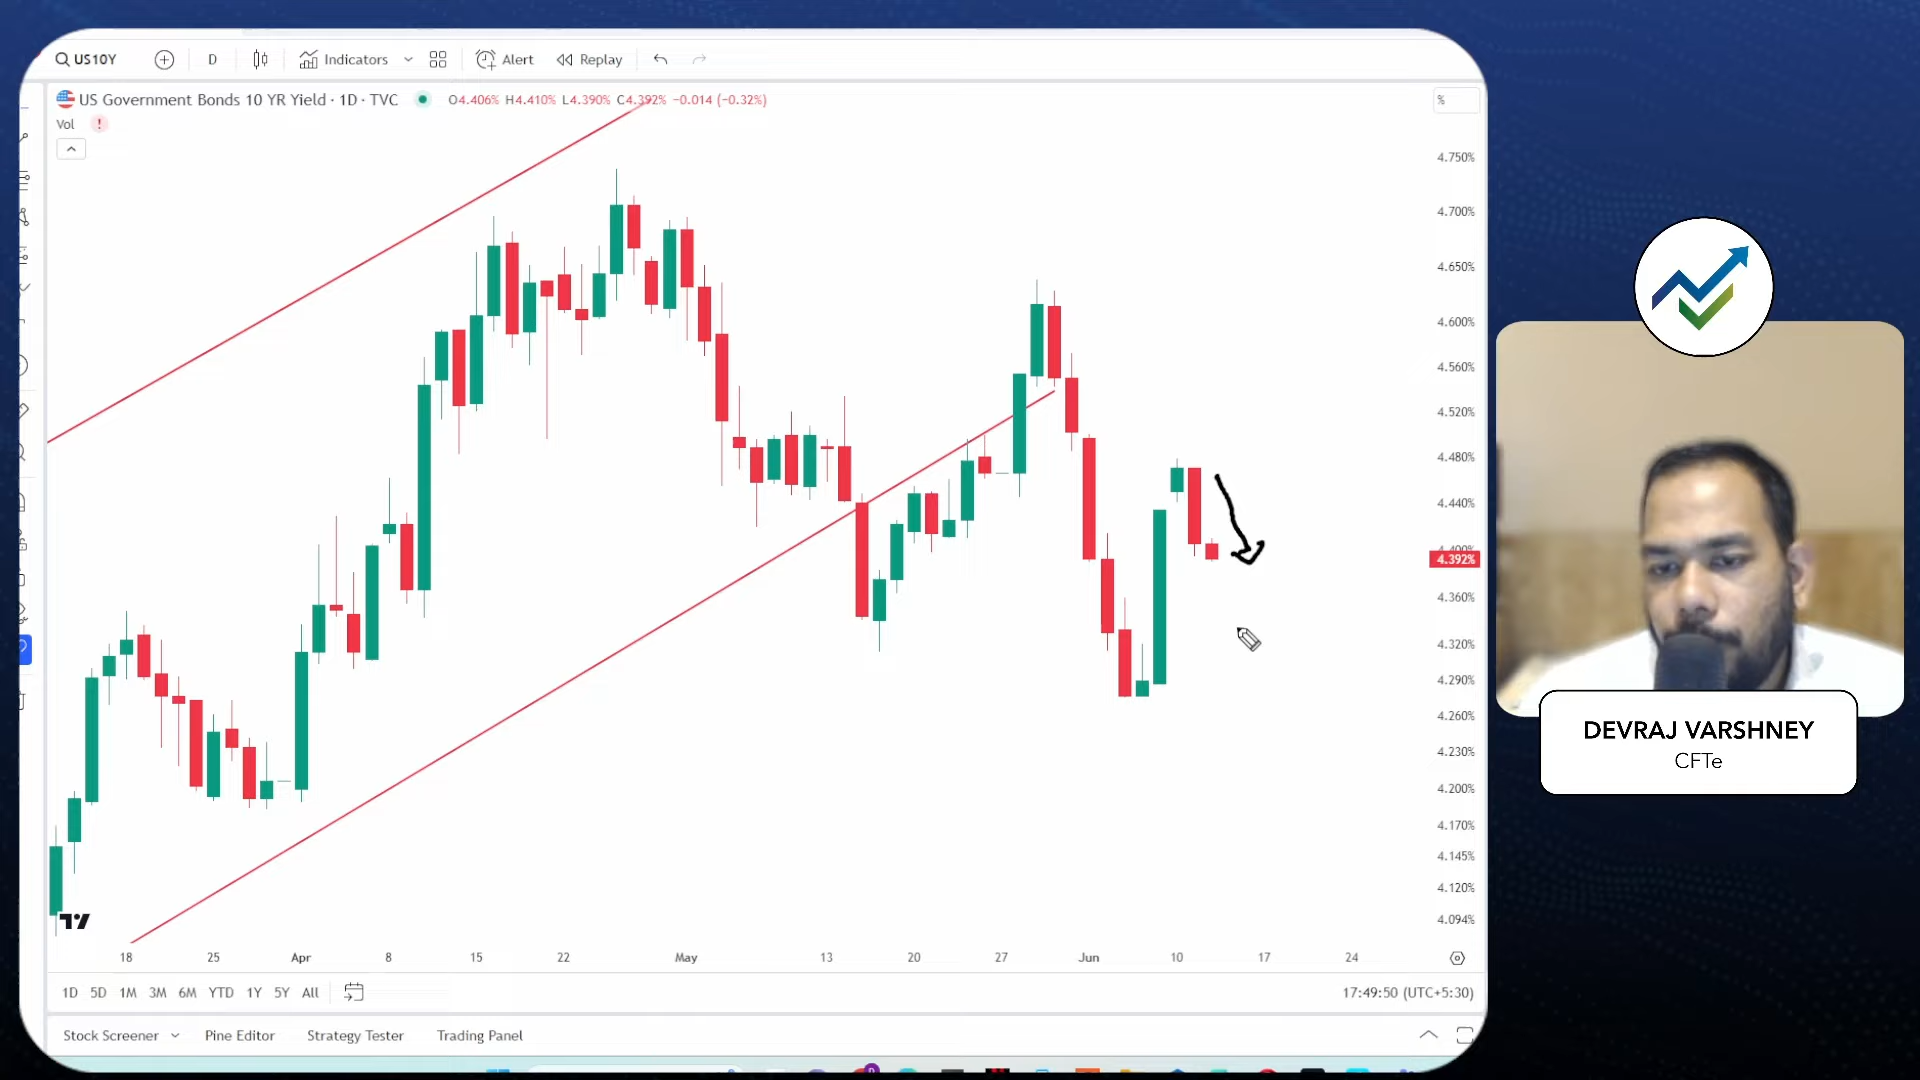 US10Y D Indicators Alert Replay
US Government Bonds 10 YR Yield · 1D · TVC O4.406% H4.410% L4.390% C4.392% −0.014 (−0.32%) %
Vol !
4.750%
4.700%
4.650%
4.600%
4.560%
4.520%
4.480%
4.440%
4.400%
4.392%
4.360%
4.320%
4.290%
4.260%
4.230%
4.200%
4.170%
4.145%
4.120%
4.094%
18 25 Apr 8 15 22 May 13 20 27 Jun 10 17 24
1D 5D 1M 3M 6M YTD 1Y 5Y All 17:49:50 (UTC+5:30)
Stock Screener Pine Editor Strategy Tester Trading Panel
DEVRAJ VARSHNEY
CFTe